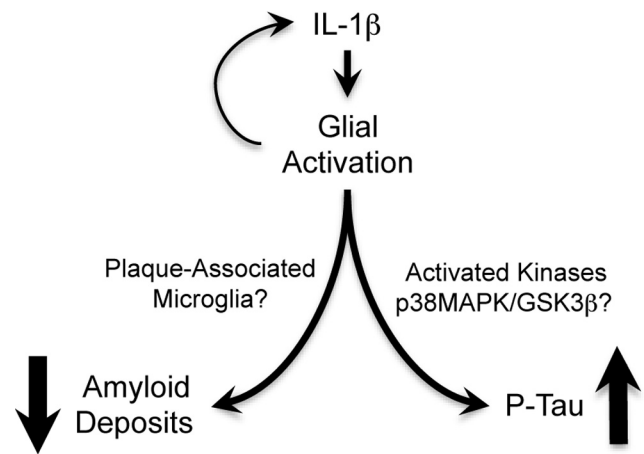 IL-1β
Glial
Activation
Plaque-Associated
Microglia?
Activated Kinases
p38MAPK/GSK3β?
Amyloid
Deposits
P-Tau